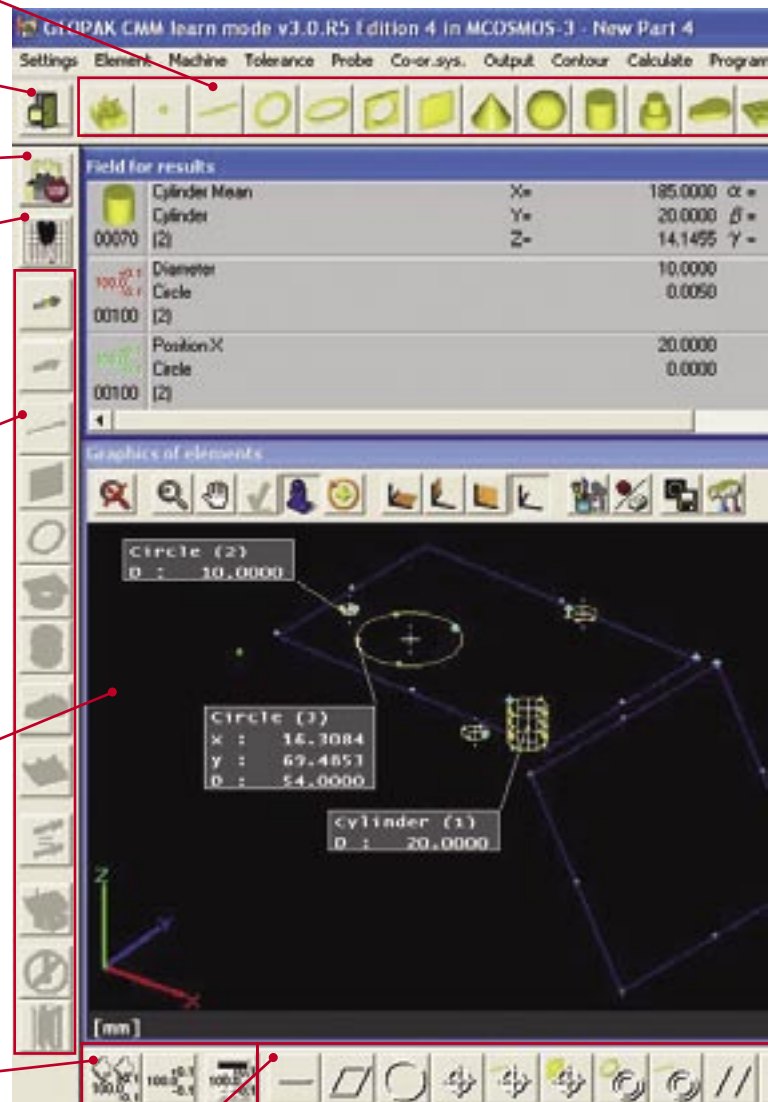 GEOPAK CMM learn mode v3.0.R5 Edition 4 in MCOSMOS-3 - New Part 4
Settings Element Machine Tolerance Probe Co-or.sys. Output Contour Calculate Program
Field for results
Cylinder Mean X= 185.0000 α =
Cylinder Y= 20.0000 β =
00070 (2) Z= 14.1455 γ =
Diameter 10.0000
Circle 0.0050
00100 (2)
Position X 20.0000
Circle 0.0000
00100 (2)
Graphics of elements
Circle (2)
D : 10.0000
Circle (3)
x : 16.3084
y : 69.4853
D : 54.0000
Cylinder (1)
D : 20.0000
Z
Y
X
[mm]